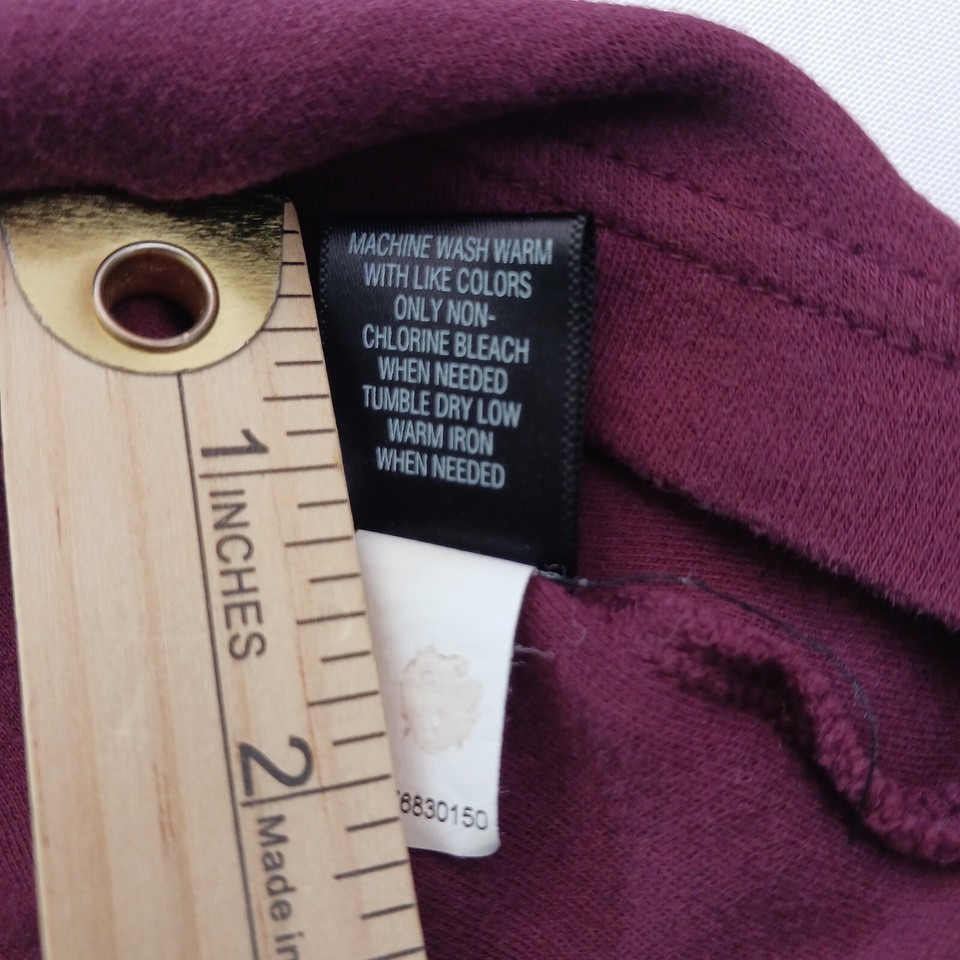 MACHINE WASH WARM
WITH LIKE COLORS
ONLY NON-
CHLORINE BLEACH
WHEN NEEDED
TUMBLE DRY LOW
WARM IRON
WHEN NEEDED
6830150
1
INCHES
2
Made in